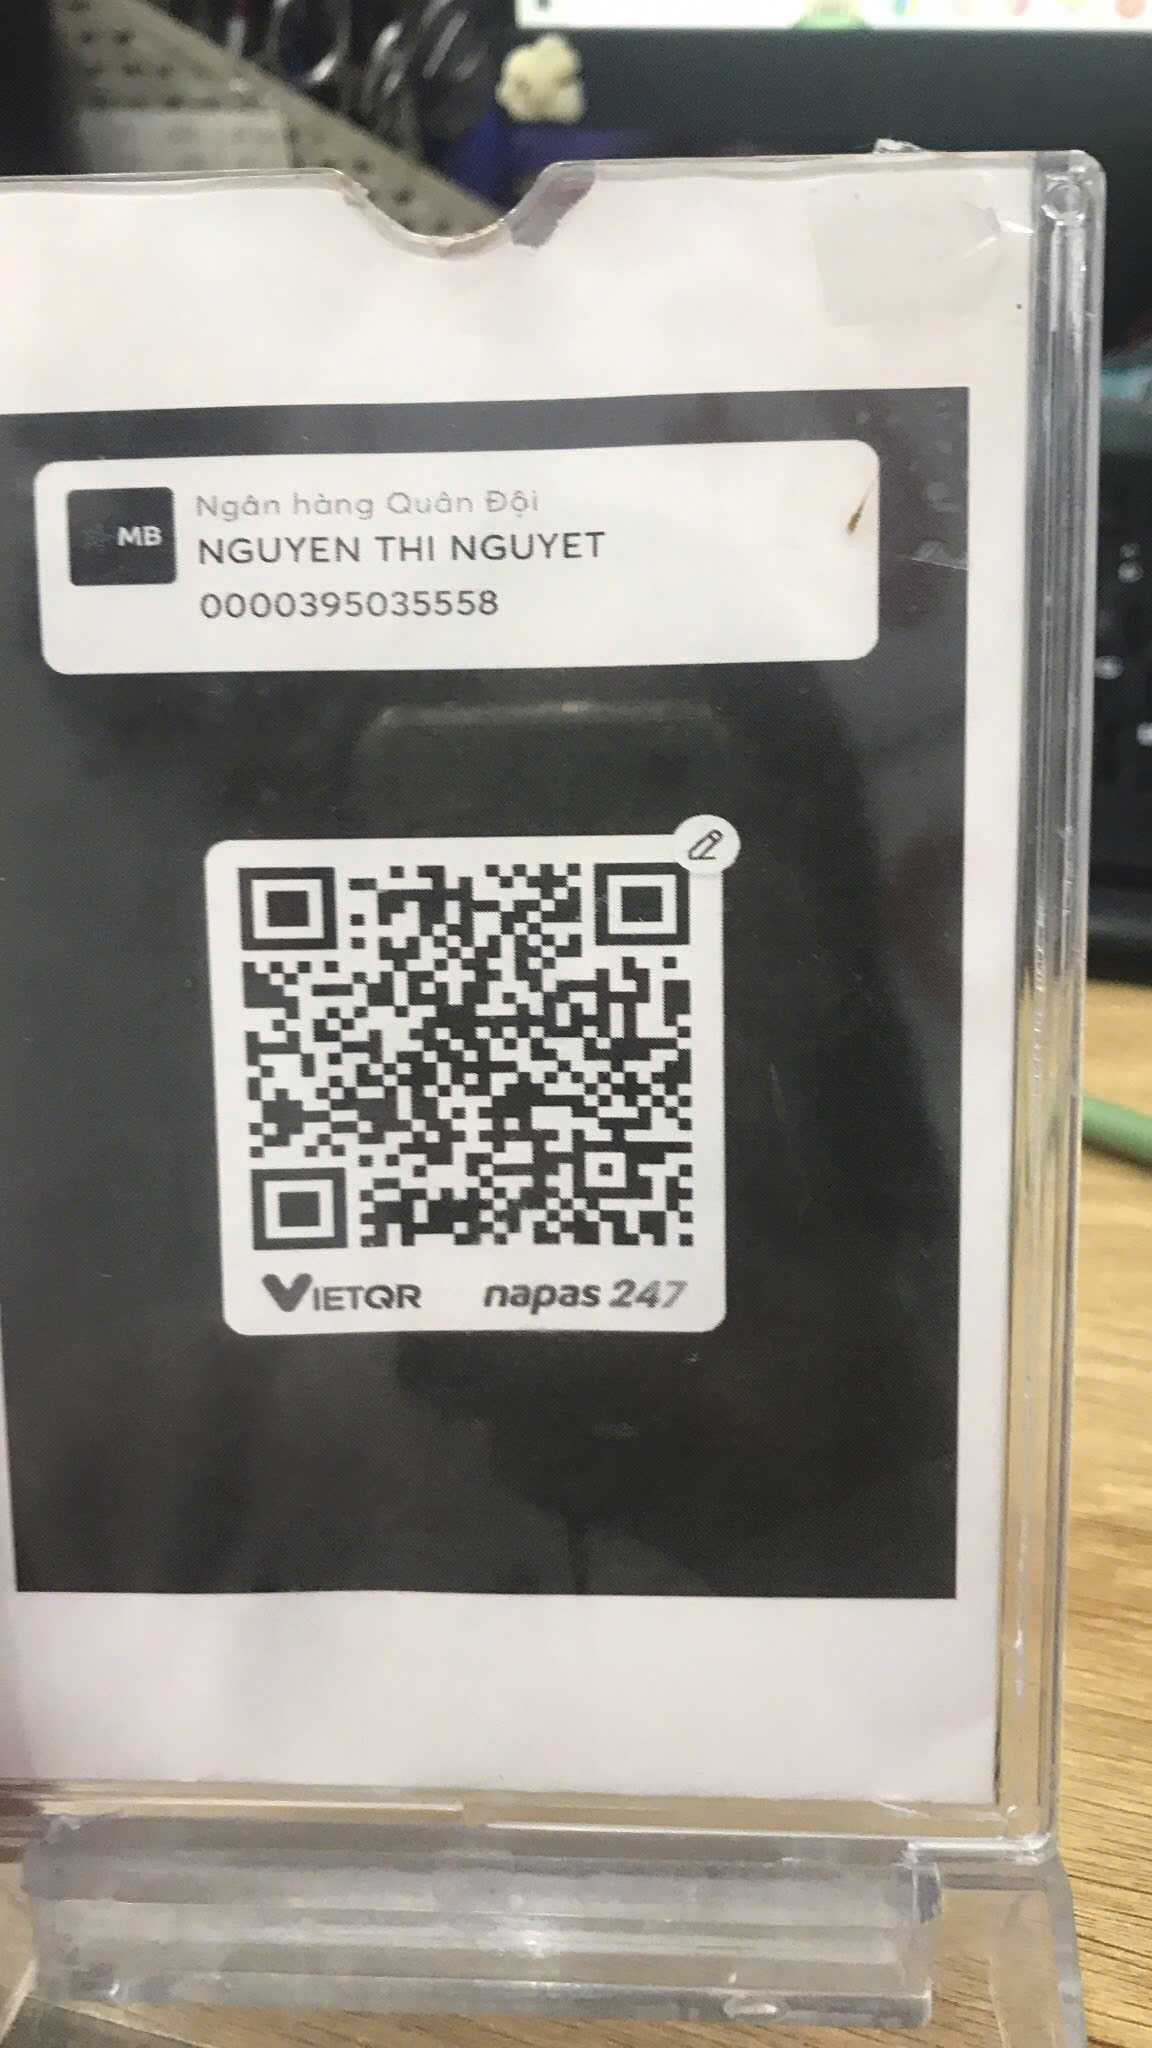 MB
Ngân hàng Quân Đội
NGUYEN THI NGUYET
0000395035558
VIETQR
napas 247